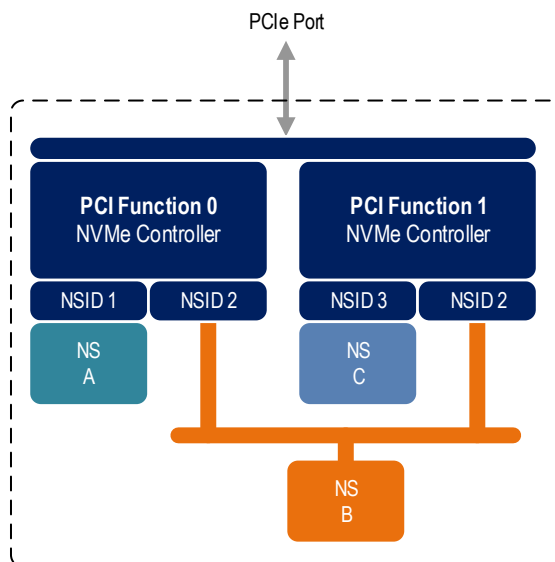 PCIe Port
PCI Function 0
NVMe Controller
PCI Function 1
NVMe Controller
NSID 1
NSID 2
NSID 3
NSID 2
NS
A
NS
C
NS
B